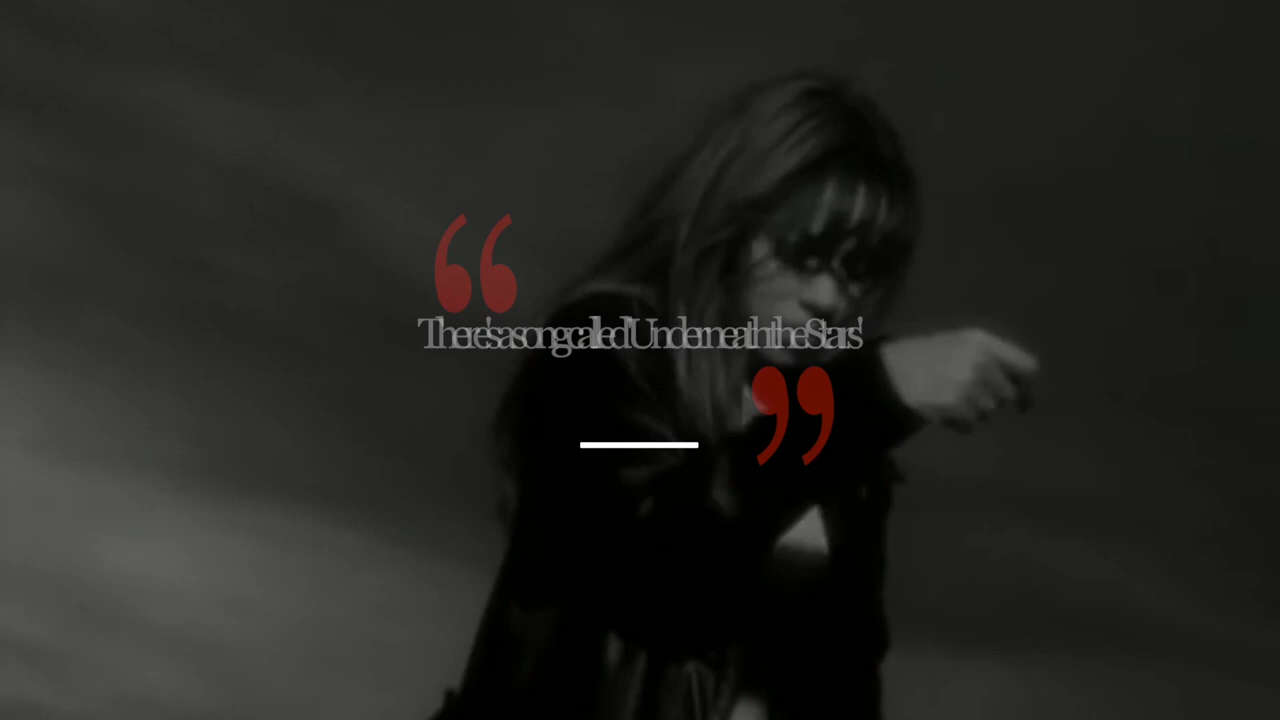 “
There's a song called 'Underneath the Stars'
”